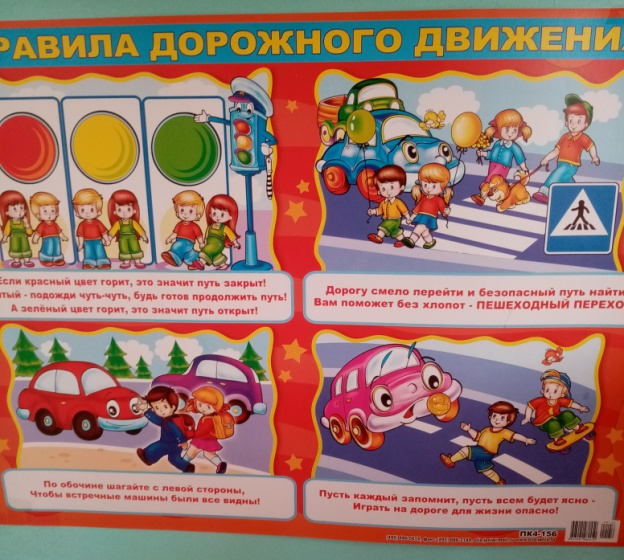 РАВИЛА ДОРОЖНОГО ДВИЖЕНИ
Если красный цвет горит, это значит путь закрыт!
тый - подожди чуть-чуть, будь готов продолжить путь!
А зелёный цвет горит, это значит путь открыт!
Дорогу смело перейти и безопасный путь найти
Вам поможет без хлопот - ПЕШЕХОДНЫЙ ПЕРЕХО
По обочине шагайте с левой стороны,
Чтобы встречные машины были все видны!
Пусть каждый запомнит, пусть всем будет ясно -
Играть на дороге для жизни опасно!
ПК4-156